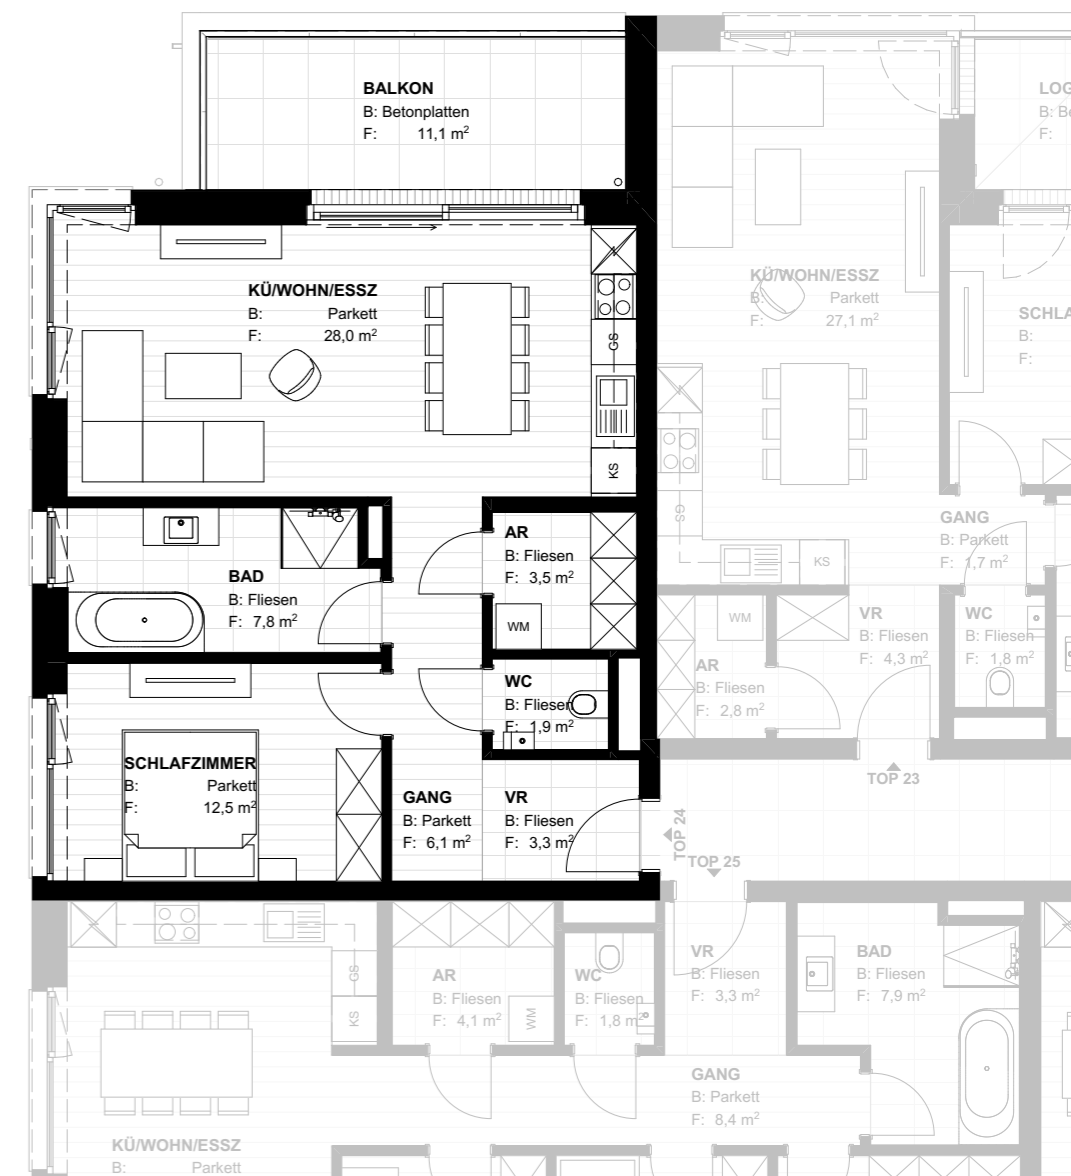 BALKON
B: Betonplatten
F: 11,1 m²
LOG
B: Be
F:
KÜ/WOHN/ESSZ
B: Parkett
F: 28,0 m²
GS
KS
KÜ/WOHN/ESSZ
B: Parkett
F: 27,1 m²
GS
KS
SCHLA
B:
F:
GANG
B: Parkett
F: 1,7 m²
AR
B: Fliesen
F: 3,5 m²
WM
BAD
B: Fliesen
F: 7,8 m²
WM
AR
B: Fliesen
F: 2,8 m²
VR
B: Fliesen
F: 4,3 m²
WC
B: Fliesen
F: 1,8 m²
WC
B: Fliesen
F: 1,9 m²
SCHLAFZIMMER
B: Parkett
F: 12,5 m²
GANG
B: Parkett
F: 6,1 m²
VR
B: Fliesen
F: 3,3 m²
TOP 24
TOP 23
TOP 25
GS
KS
AR
B: Fliesen
F: 4,1 m²
WM
WC
B: Fliesen
F: 1,8 m²
VR
B: Fliesen
F: 3,3 m²
BAD
B: Fliesen
F: 7,9 m²
GANG
B: Parkett
F: 8,4 m²
KÜ/WOHN/ESSZ
B: Parkett